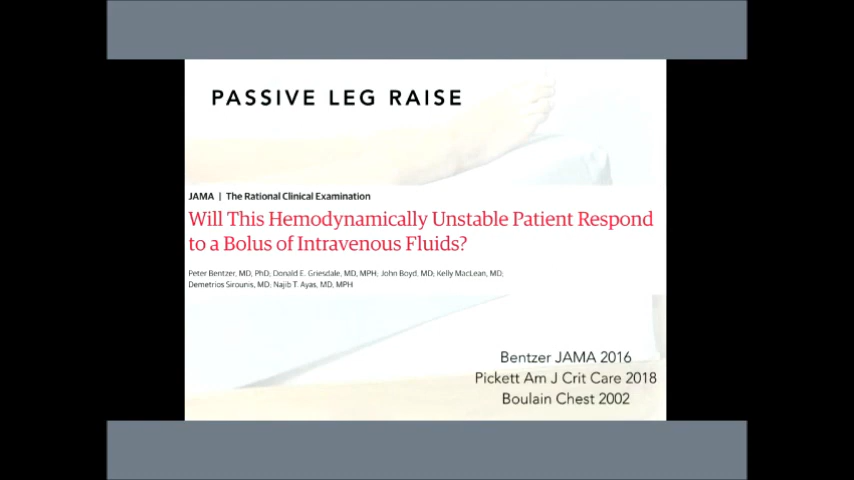 PASSIVE LEG RAISE
JAMA | The Rational Clinical Examination
Will This Hemodynamically Unstable Patient Respond
to a Bolus of Intravenous Fluids?
Peter Bentzer, MD, PhD; Donald E. Griesdale, MD, MPH; John Boyd, MD; Kelly MacLean, MD;
Demetrios Sirounis, MD; Najib T. Ayas, MD, MPH
Bentzer JAMA 2016
Pickett Am J Crit Care 2018
Boulain Chest 2002